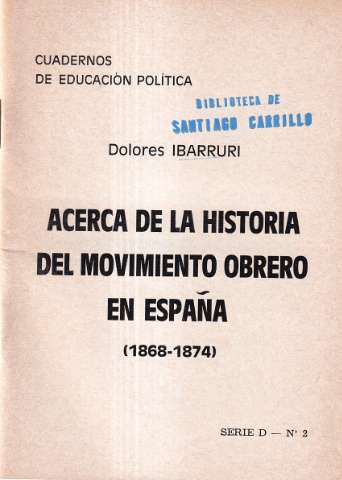 CUADERNOS
DE EDUCACIÓN POLÍTICA
BIBLIOTECA DE
SANTIAGO CARRILLO
Dolores IBARRURI
ACERCA DE LA HISTORIA
DEL MOVIMIENTO OBRERO
EN ESPAÑA
(1868-1874)
SERIE D — N° 2